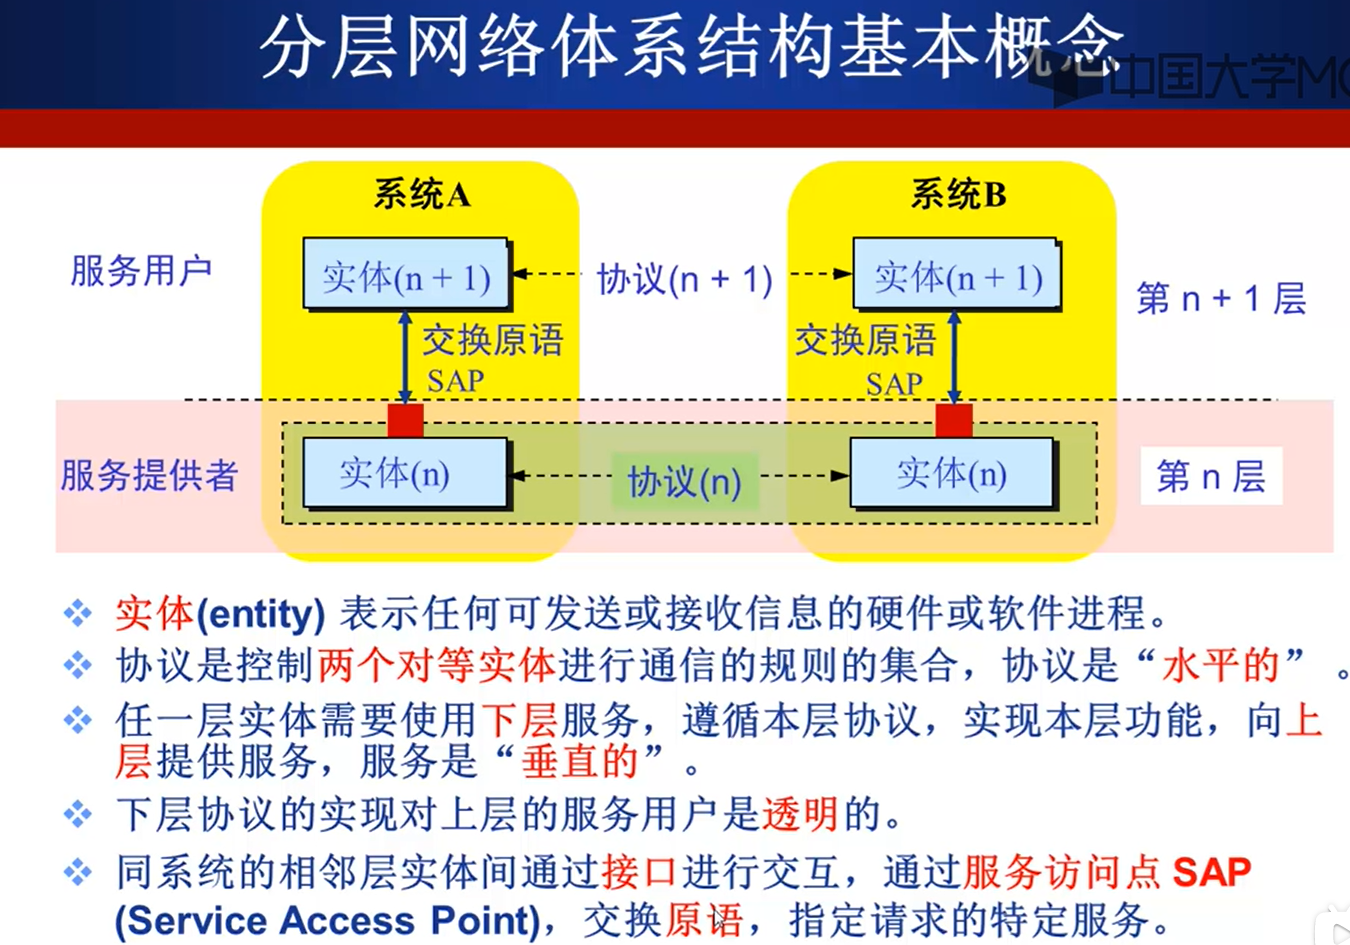 分层网络体系结构基本概念
中国大学MO
系统A
系统B
服务用户
实体(n + 1)
协议(n + 1)
实体(n + 1)
第 n + 1 层
交换原语
交换原语
SAP
SAP
服务提供者
实体(n)
协议(n)
实体(n)
第 n 层
实体(entity) 表示任何可发送或接收信息的硬件或软件进程。
协议是控制两个对等实体进行通信的规则的集合，协议是“水平的”。
任一层实体需要使用下层服务，遵循本层协议，实现本层功能，向上
层提供服务，服务是“垂直的”。
下层协议的实现对上层的服务用户是透明的。
同系统的相邻层实体间通过接口进行交互，通过服务访问点 SAP
(Service Access Point)，交换原语，指定请求的特定服务。